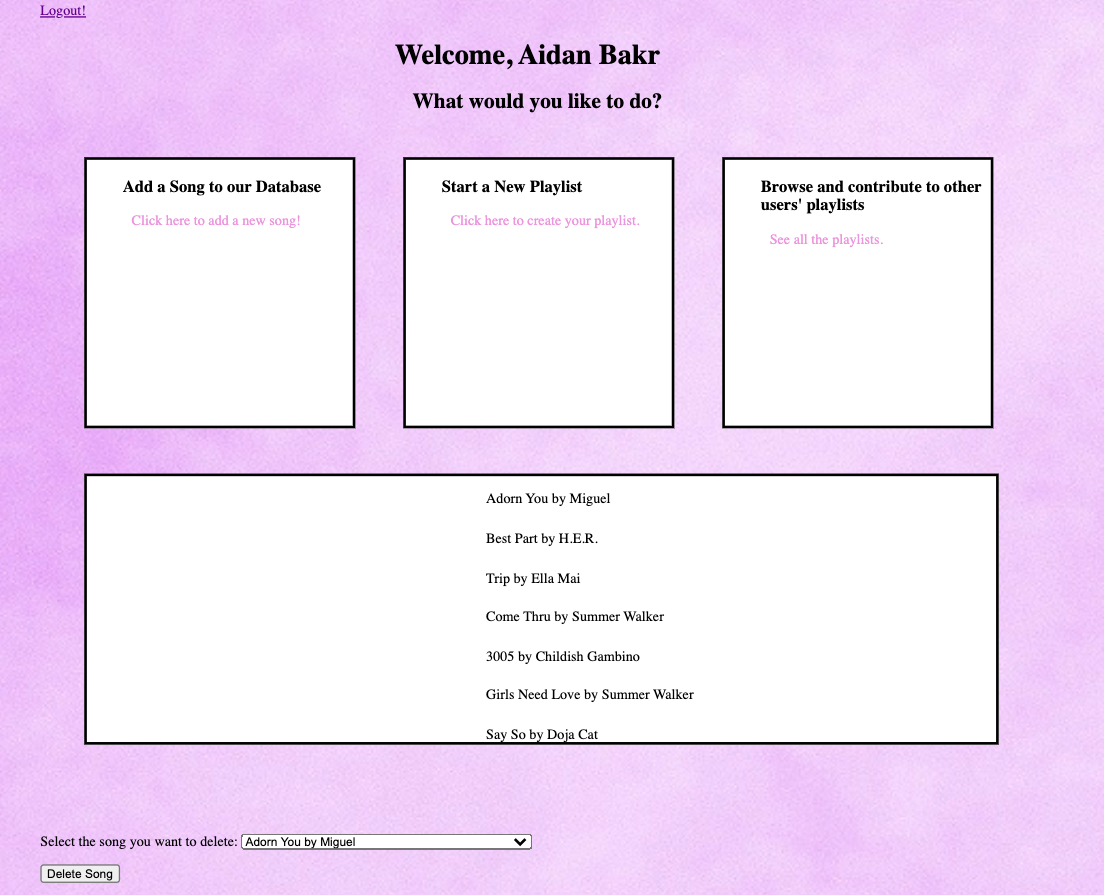 Logout!
Welcome, Aidan Bakr
What would you like to do?
Add a Song to our Database
Click here to add a new song!
Start a New Playlist
Click here to create your playlist.
Browse and contribute to other
users' playlists
See all the playlists.
Adorn You by Miguel
Best Part by H.E.R.
Trip by Ella Mai
Come Thru by Summer Walker
3005 by Childish Gambino
Girls Need Love by Summer Walker
Say So by Doja Cat
Select the song you want to delete: Adorn You by Miguel
Delete Song